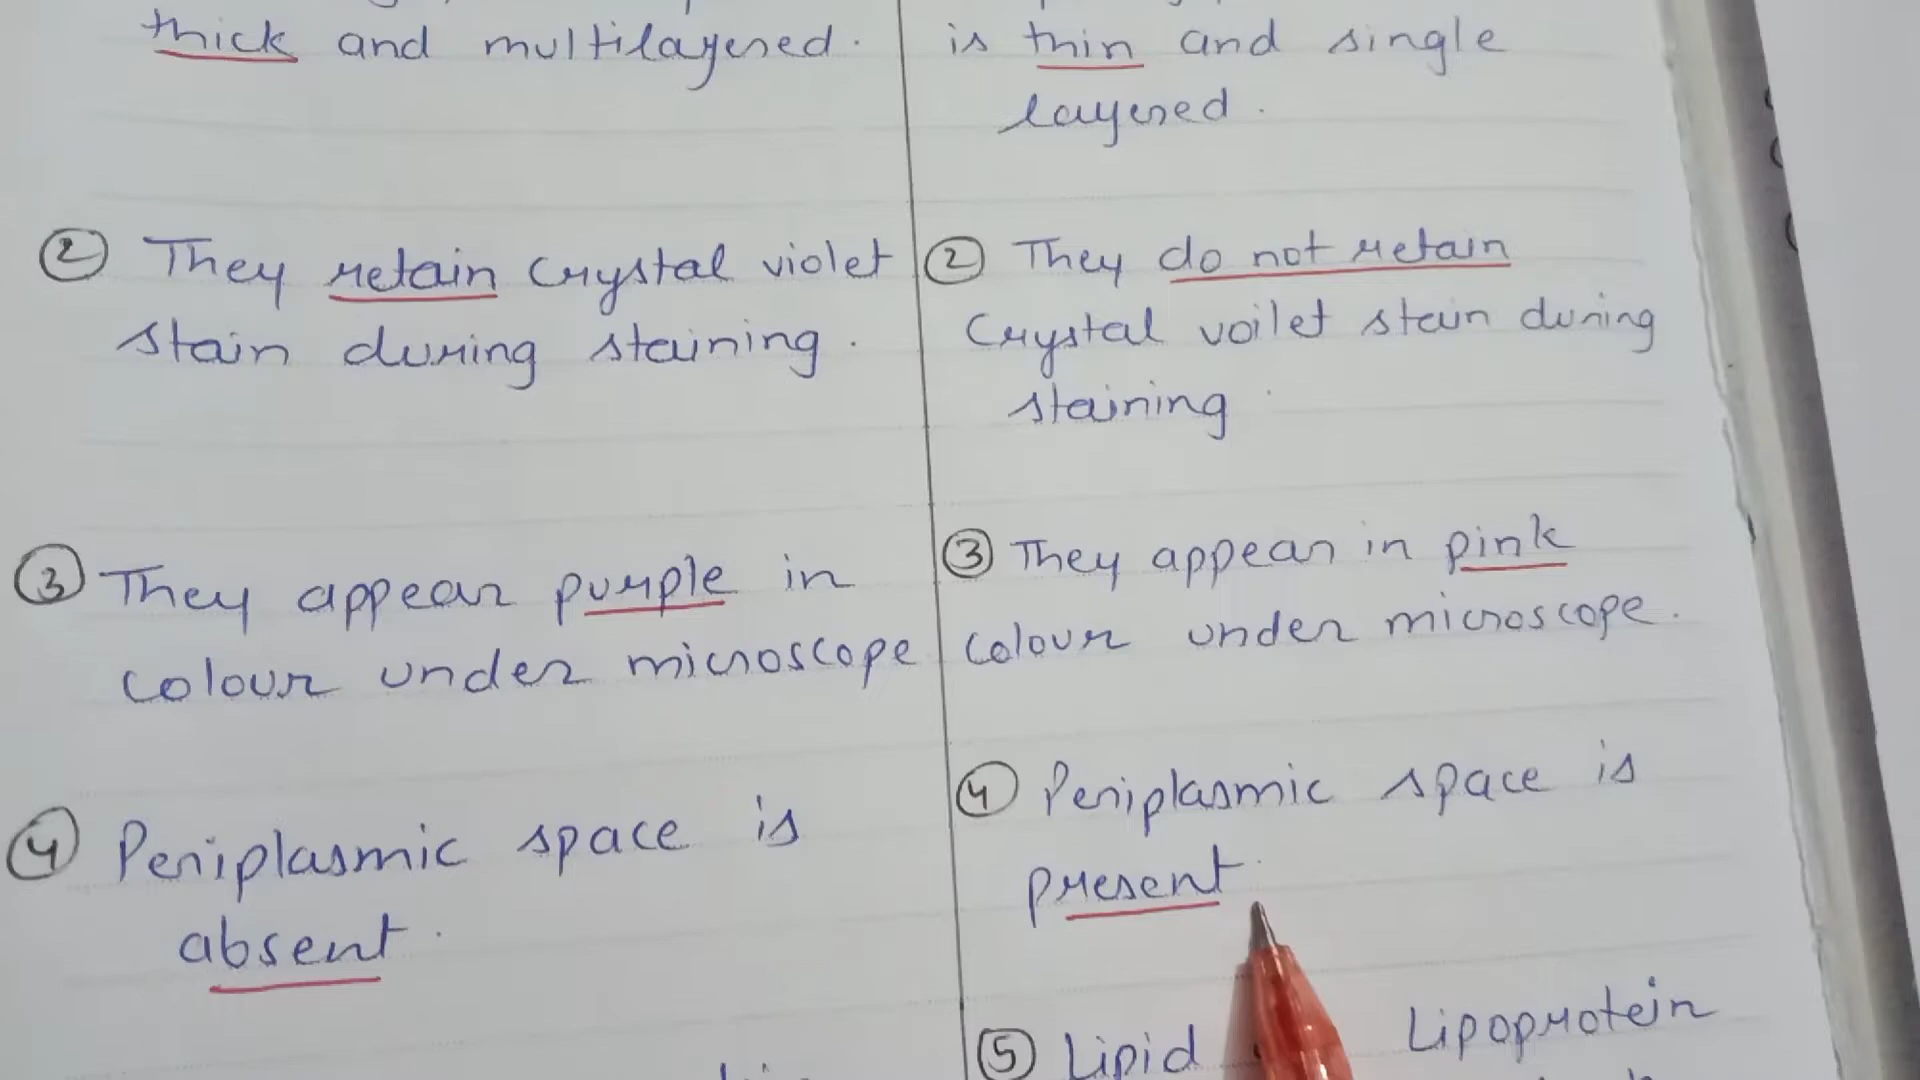 thick and multilayered.
② They retain Crystal violet
stain during staining.
③ They appear purple in
colour under microscope
④ Periplasmic space is
absent.
is thin and single
layered.
② They do not retain
Crystal voilet stain during
staining
③ They appear in pink
colour under microscope.
④ Periplasmic space is
present.
⑤ Lipid Lipoprotein